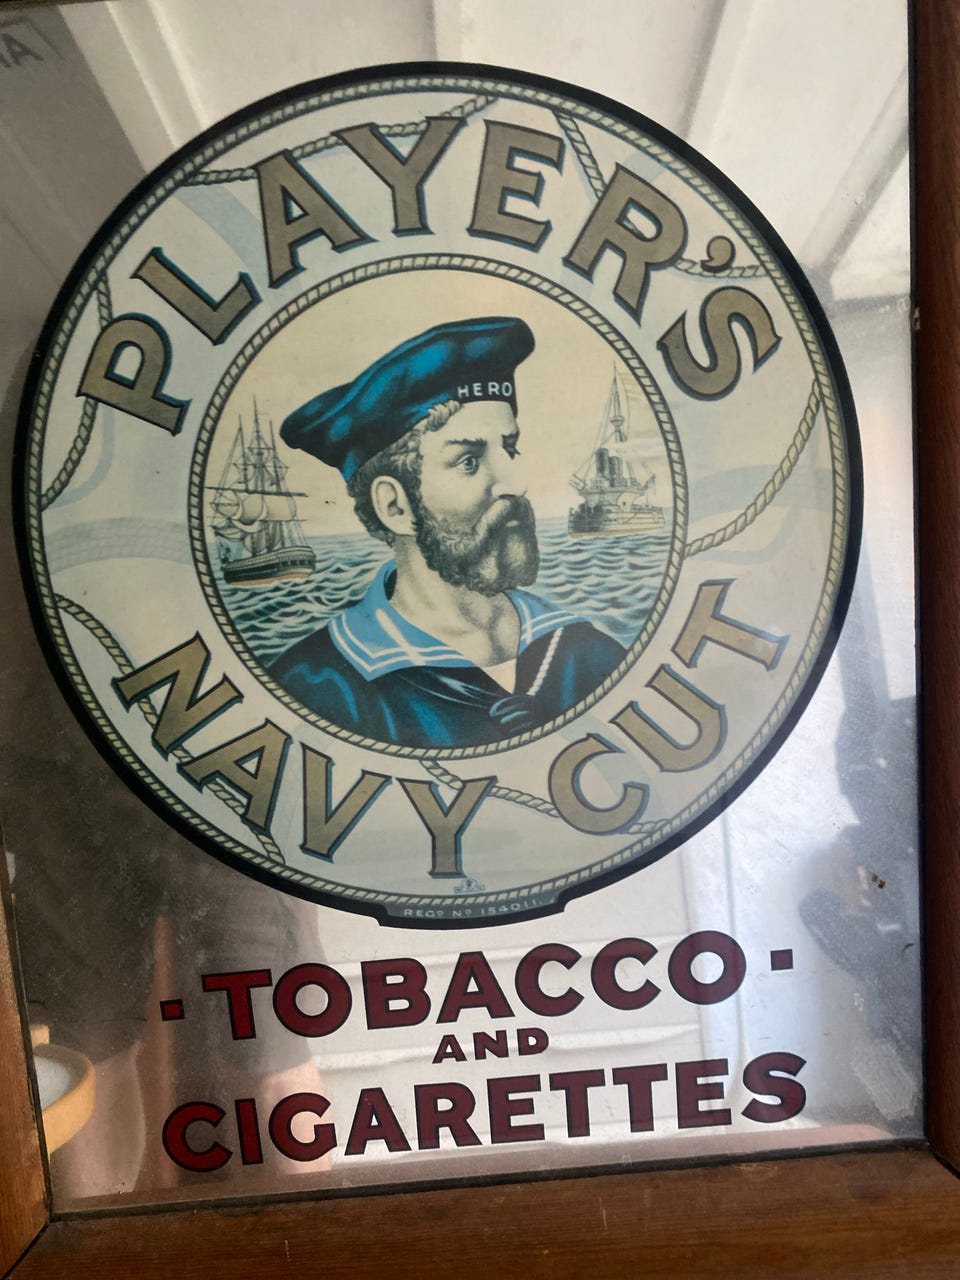 PLAYER'S
HERO
NAVY CUT
REGD No 154011.
· TOBACCO ·
AND
CIGARETTES